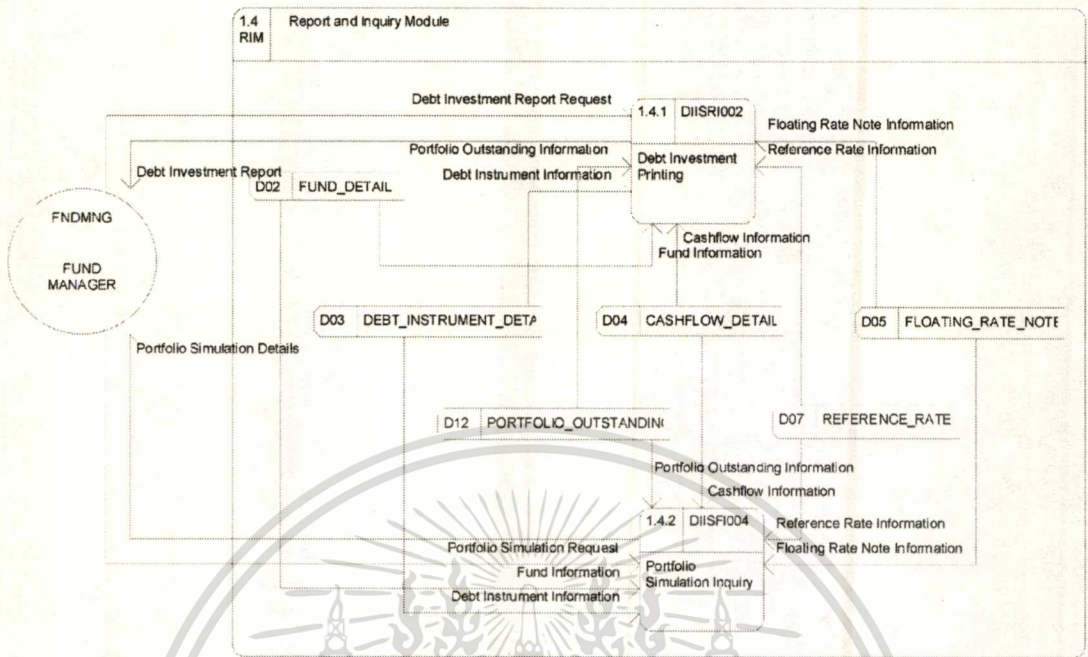 1.4 Report and Inquiry Module
RIM
Debt Investment Report Request
1.4.1 DIISRI002
Floating Rate Note Information
Portfolio Outstanding Information
Reference Rate Information
Debt Investment Report
Debt Instrument Information
Debt Investment
Printing
D02 FUND_DETAIL
FNDMNG
FUND
MANAGER
Cashflow Information
Fund Information
D03 DEBT_INSTRUMENT_DETA
D04 CASHFLOW_DETAIL
D05 FLOATING_RATE_NOTE
Portfolio Simulation Details
D12 PORTFOLIO_OUTSTANDIN
D07 REFERENCE_RATE
Portfolio Outstanding Information
Cashflow Information
1.4.2 DIISFI004
Reference Rate Information
Portfolio Simulation Request
Floating Rate Note Information
Fund Information
Portfolio
Simulation Inquiry
Debt Instrument Information